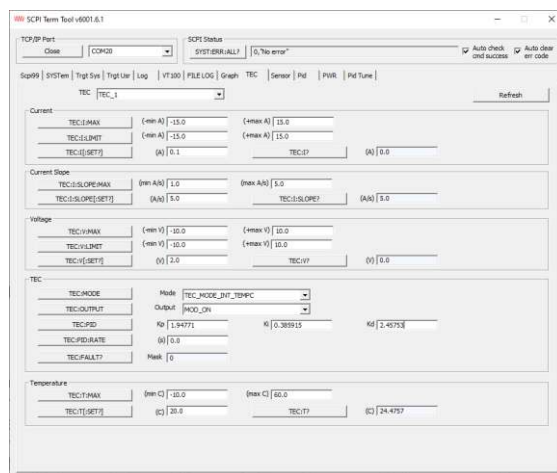 SCPI Term Tool v6001.6.1
TCP/IP Port
SCPI Status
Close COM20 SYST:ERR:ALL? 0,"No error" Auto check cmd success Auto clear err code
Scpi99 SYSTem Trgt Sys Trgt Usr Log VT100 FILE LOG Graph TEC Sensor Pid PWR Pid Tune
TEC TEC_1 Refresh
Current
TEC:I:MAX (-min A) -15.0 (+max A) 15.0
TEC:I:LIMIT (-min A) -15.0 (+max A) 15.0
TEC:I[:SET?] (A) 0.1 TEC:I? (A) 0.0
Current Slope
TEC:I:SLOPE:MAX (min A/s) 1.0 (max A/s) 5.0
TEC:I:SLOPE[:SET?] (A/s) 5.0 TEC:I:SLOPE? (A/s) 5.0
Voltage
TEC:V:MAX (-min V) -10.0 (+max V) 10.0
TEC:V:LIMIT (-min V) -10.0 (+max V) 10.0
TEC:V[:SET?] (V) 2.0 TEC:V? (V) 0.0
TEC
TEC:MODE Mode TEC_MODE_INT_TEMPC
TEC:OUTPUT Output MOD_ON
TEC:PID Kp 1.94771 Ki 0.385915 Kd 2.45753
TEC:PID:RATE (s) 0.0
TEC:FAULT? Mask 0
Temperature
TEC:T:MAX (min C) -10.0 (max C) 60.0
TEC:T[:SET?] (C) 20.0 TEC:T? (C) 24.4757